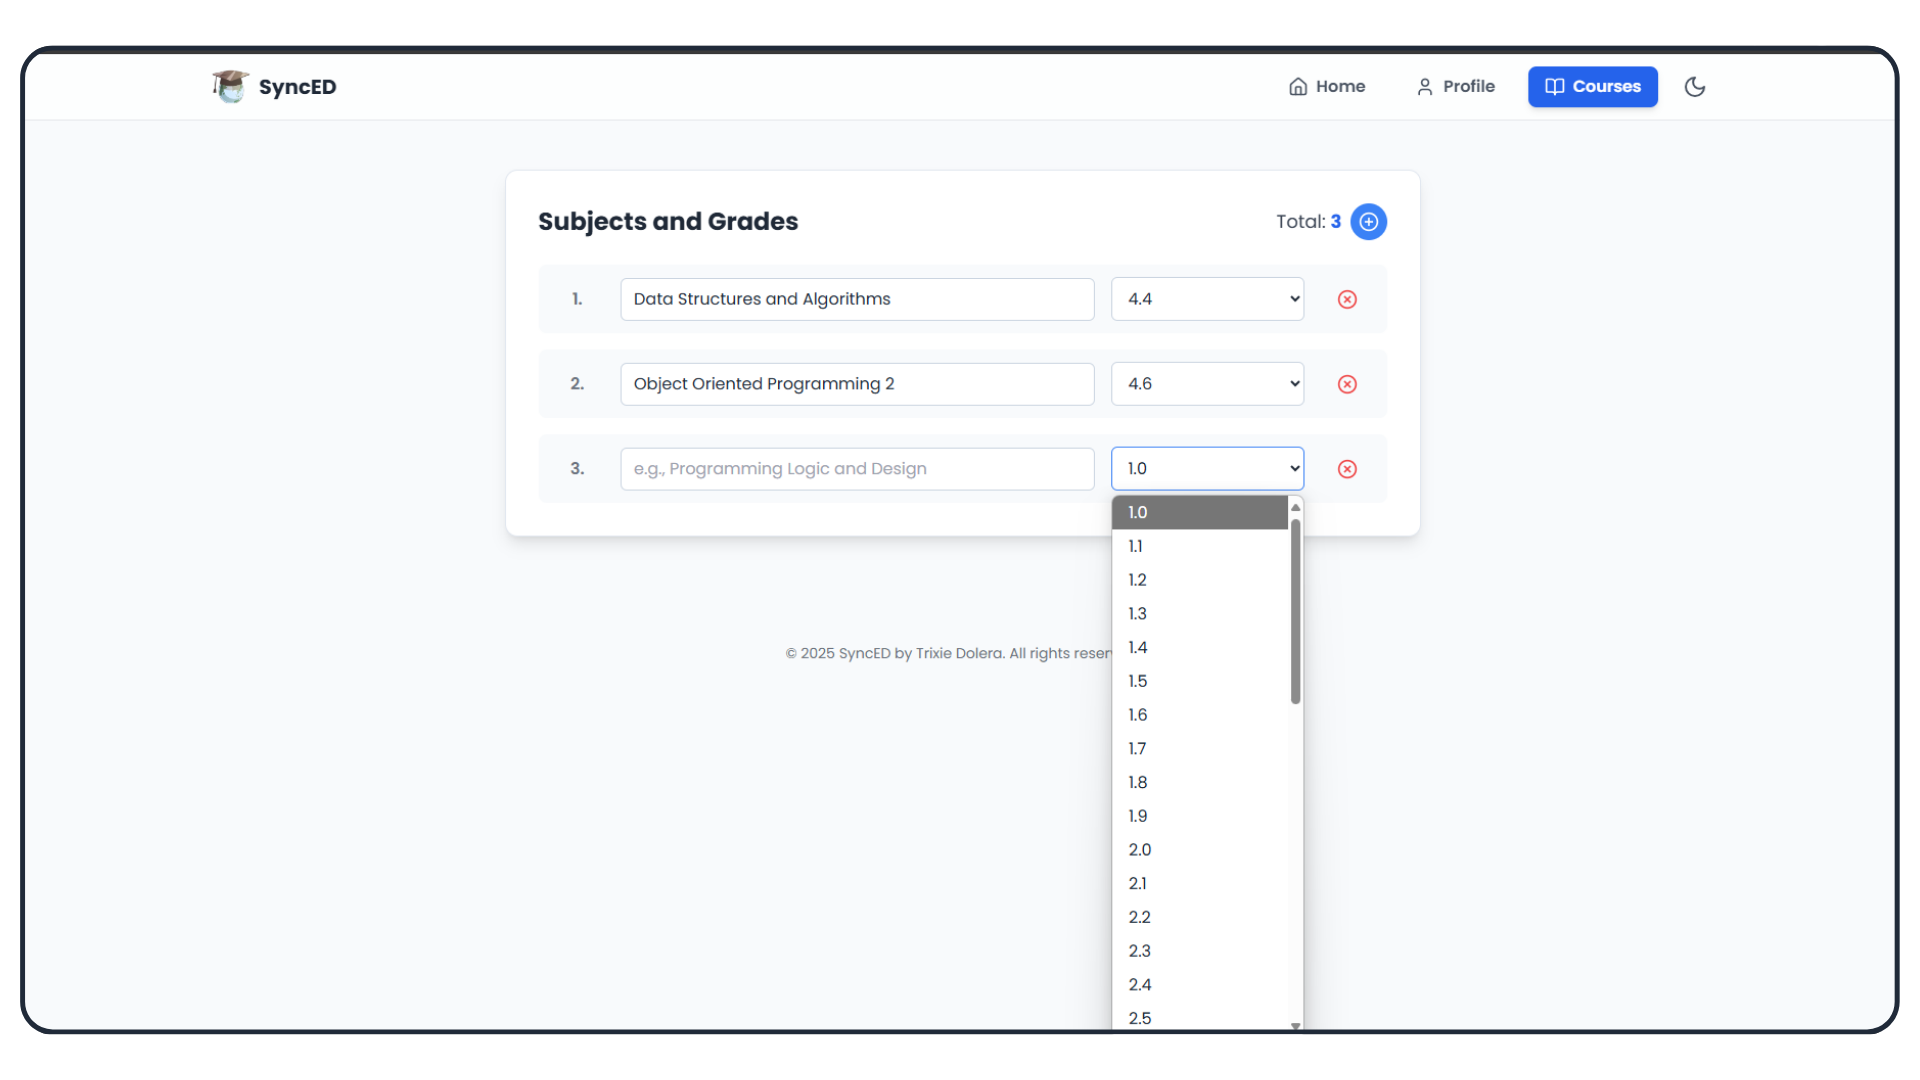 SyncED
Home
Profile
Courses
Subjects and Grades
Total: 3
1.
Data Structures and Algorithms
4.4
2.
Object Oriented Programming 2
4.6
3.
e.g., Programming Logic and Design
1.0
1.0
1.1
1.2
1.3
1.4
1.5
1.6
1.7
1.8
1.9
2.0
2.1
2.2
2.3
2.4
2.5
© 2025 SyncED by Trixie Dolera. All rights reser